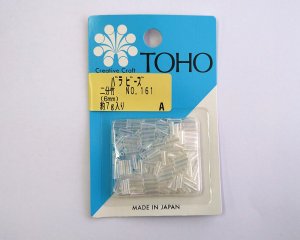 Creative Craft
TOHO
バラビーズ
二分竹 NO.161
(6mm)
約7g入り A
MADE IN JAPAN